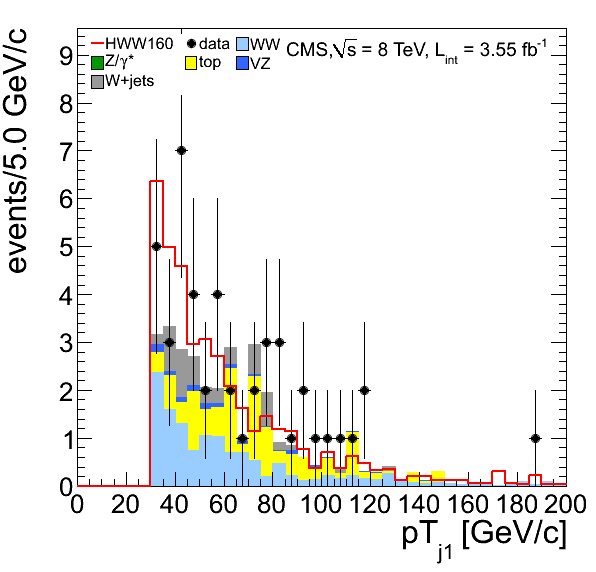 HWW160 data WW CMS,√s = 8 TeV, L_int = 3.55 fb⁻¹
Z/γ* top VZ
W+jets
events/5.0 GeV/c
9
8
7
6
5
4
3
2
1
0
0 20 40 60 80 100 120 140 160 180 200
pT_j1 [GeV/c]